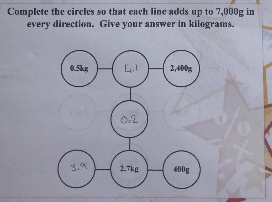 Complete the circles so that each line adds up to 7,000g in
every direction. Give your answer in kilograms.
0.5kg 4.1 2,400g
0.2
3.9 2.7kg 400g